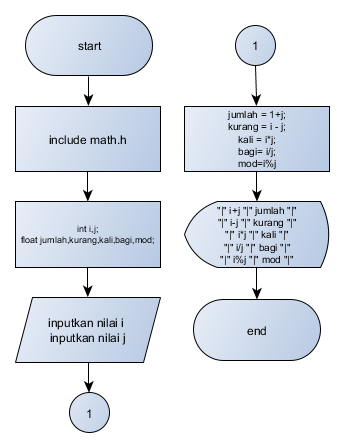 start
include math.h
int i,j;
float jumlah,kurang,kali,bagi,mod;
inputkan nilai i
inputkan nilai j
1
1
jumlah = 1+j;
kurang = i - j;
kali = i*j;
bagi= i/j;
mod=i%j
"|" i+j "|" jumlah "|"
"|" i-j "|" kurang "|"
"|" i*j "|" kali "|"
"|" i/j "|" bagi "|"
"|" i%j "|" mod "|"
end